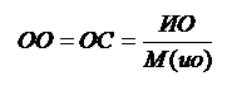 ОО = ОС = ИО / М(ио)